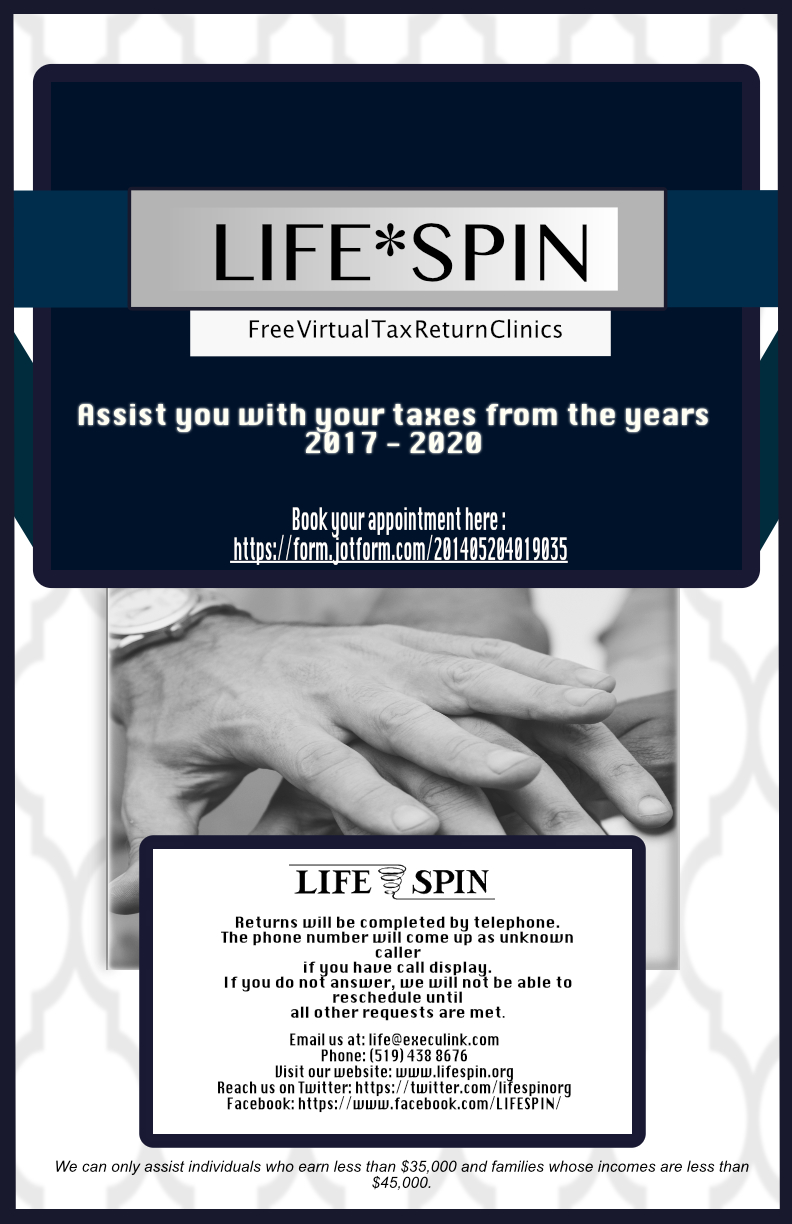 LIFE*SPIN
FreeVirtualTaxReturnClinics
Assist you with your taxes from the years
2017 - 2020
Book your appointment here :
https://form.jotform.com/201405204019035
LIFE SPIN
Returns will be completed by telephone.
The phone number will come up as unknown
caller
if you have call display.
If you do not answer, we will not be able to
reschedule until
all other requests are met.
Email us at: life@execulink.com
Phone: (519) 438 8676
Visit our website: www.lifespin.org
Reach us on Twitter: https://twitter.com/lifespinorg
Facebook: https://www.facebook.com/LIFESPIN/
We can only assist individuals who earn less than $35,000 and families whose incomes are less than
$45,000.